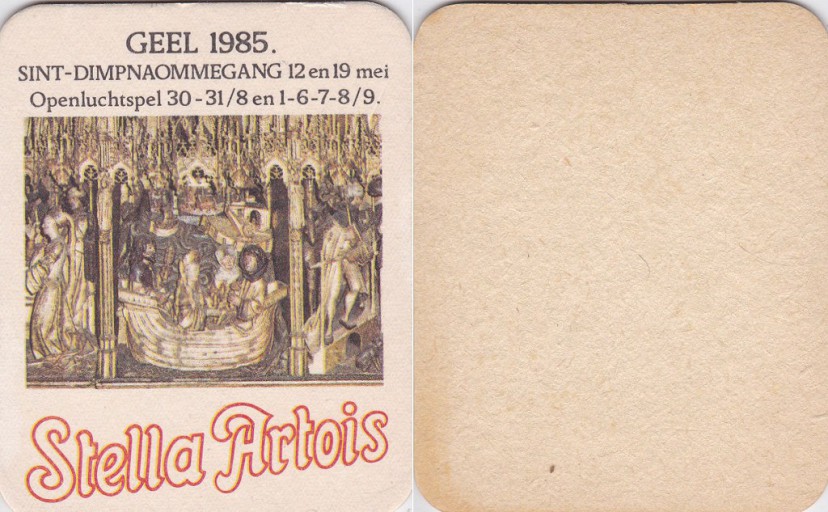 GEEL 1985.
SINT-DIMPNAOMMEGANG 12 en 19 mei
Openluchtspel 30-31/8 en 1-6-7-8/9.
Stella Artois